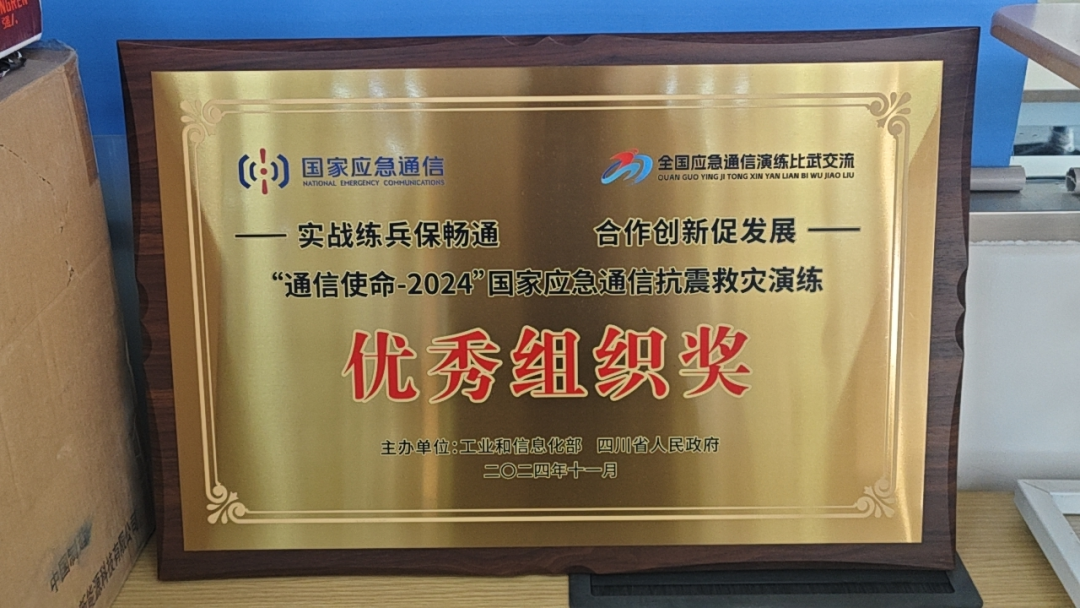 国家应急通信
NATIONAL EMERGENCY COMMUNICATIONS
全国应急通信演练比武交流
QUAN GUO YING JI TONG XIN YAN LIAN BI WU JIAO LIU
实战练兵保畅通 合作创新促发展
“通信使命-2024”国家应急通信抗震救灾演练
优秀组织奖
主办单位:工业和信息化部 四川省人民政府
二〇二四年十一月